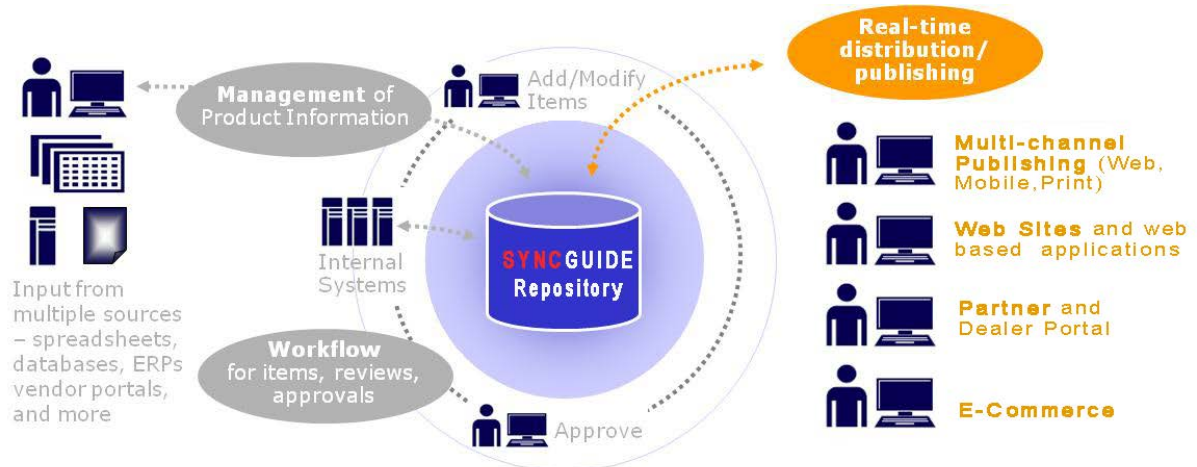 Real-time
distribution/
publishing
Management of
Product Information
Add/Modify
Items
Multi-channel
Publishing (Web,
Mobile,Print)
Internal
Systems
SYNCGUIDE
Repository
Web Sites and web
based applications
Input from
multiple sources
– spreadsheets,
databases, ERPs
vendor portals,
and more
Partner and
Dealer Portal
Workflow
for items, reviews,
approvals
Approve
E-Commerce